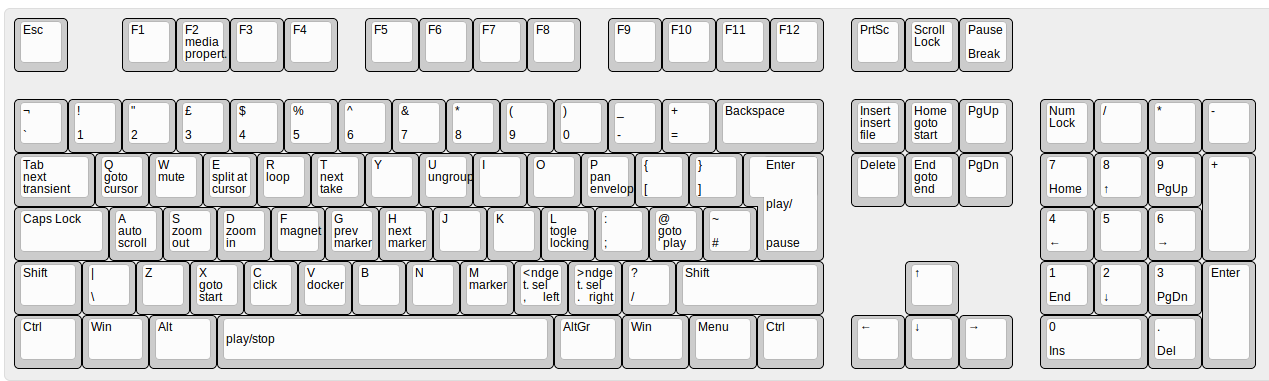 Esc F1 F2 F3 F4 F5 F6 F7 F8 F9 F10 F11 F12 PrtSc Scroll Pause
media Lock
propert. Break
¬ ! " £ $ % ^ & * ( ) _ + Backspace Insert Home PgUp Num / * -
insert goto Lock
` 1 2 3 4 5 6 7 8 9 0 - = file start
Tab Q W E R T Y U I O P { } Enter Delete End PgDn 7 8 9 +
next goto mute split at loop next ungroup pan goto
transient cursor cursor take envelop [ ] end Home ↑ PgUp
play/
Caps Lock A S D F G H J K L : @ ~ 4 5 6
auto zoom zoom magnet prev next togle goto
scroll out in marker marker locking ; ' play # pause ← →
Shift | Z X C V B N M <ndge >ndge ? Shift ↑ 1 2 3 Enter
goto click docker marker t. sel t. sel
\ start , left . right / End ↓ PgDn
Ctrl Win Alt AltGr Win Menu Ctrl ← ↓ → 0 .
play/stop
Ins Del